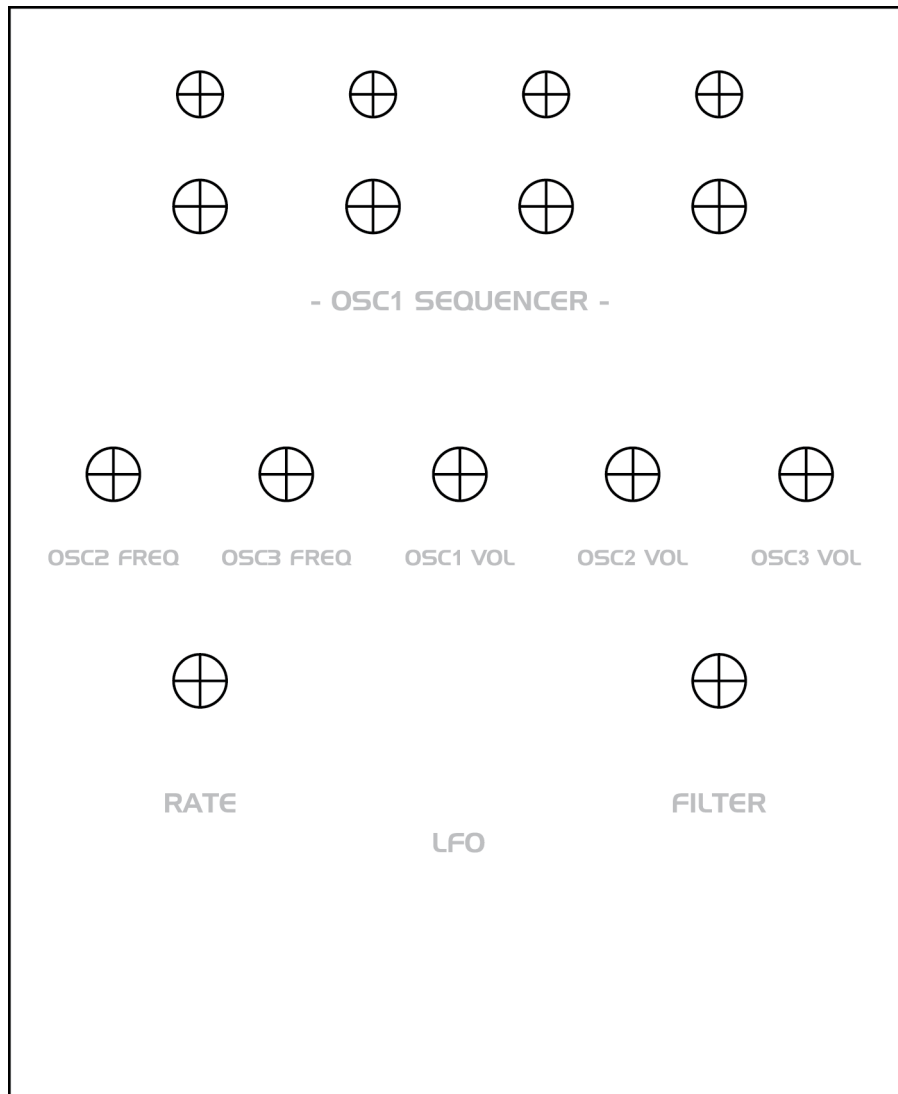 - OSC1 SEQUENCER -
OSC2 FREQ OSC3 FREQ OSC1 VOL OSC2 VOL OSC3 VOL
RATE FILTER
LFO